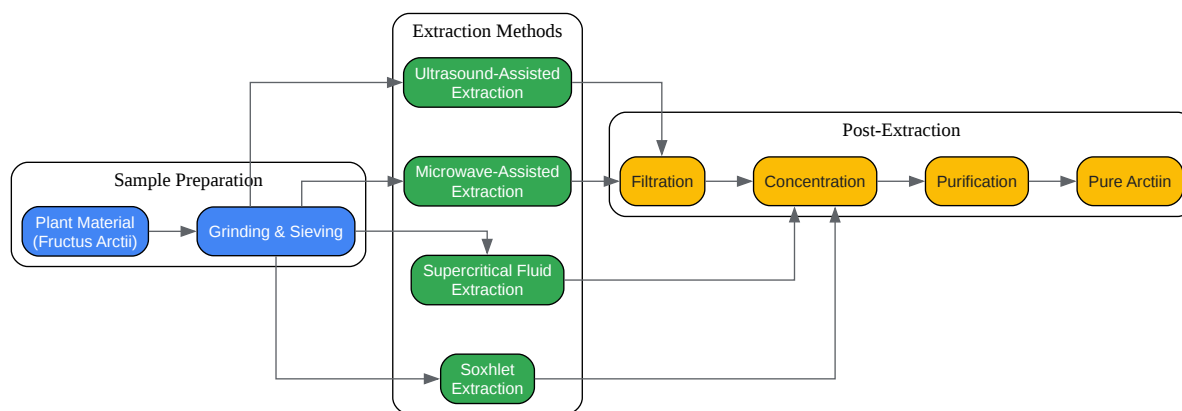 Sample Preparation
Plant Material
(Fructus Arctii)
Grinding & Sieving
Extraction Methods
Ultrasound-Assisted
Extraction
Microwave-Assisted
Extraction
Supercritical Fluid
Extraction
Soxhlet
Extraction
Post-Extraction
Filtration
Concentration
Purification
Pure Arctiin